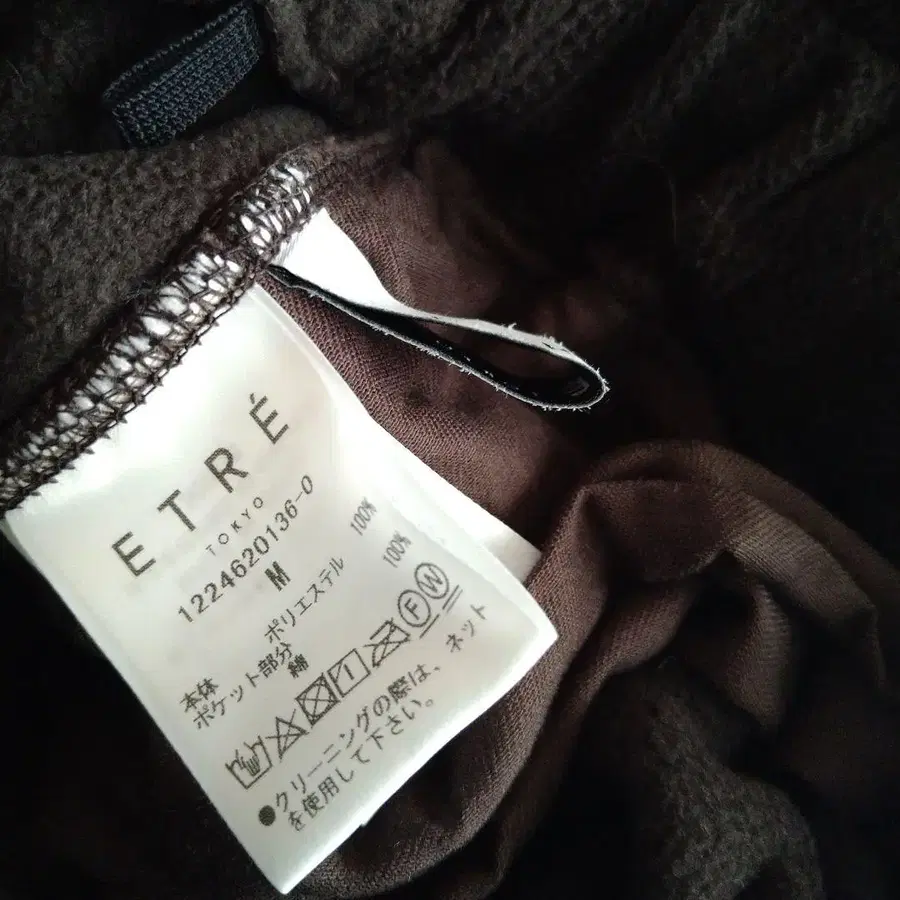 ETRÉ
TOKYO
1224620136-0
M
本体 ポリエステル 100%
ポケット部分 綿 100%
F W
●クリーニングの際は、ネット
を使用して下さい。